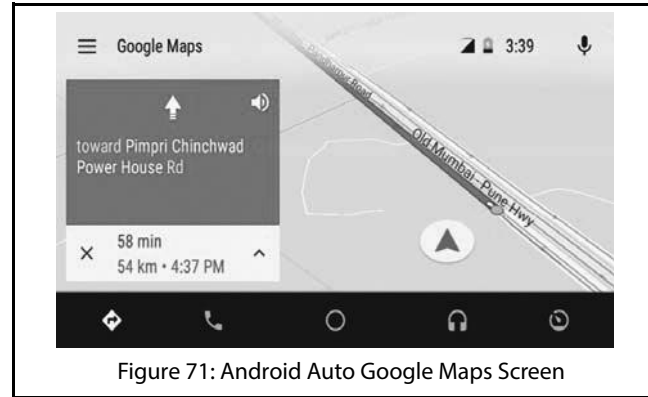 Google Maps
3:39
toward Pimpri Chinchwad
Power House Rd
58 min
54 km • 4:37 PM
Old Mumbai - Pune Hwy
Figure 71: Android Auto Google Maps Screen